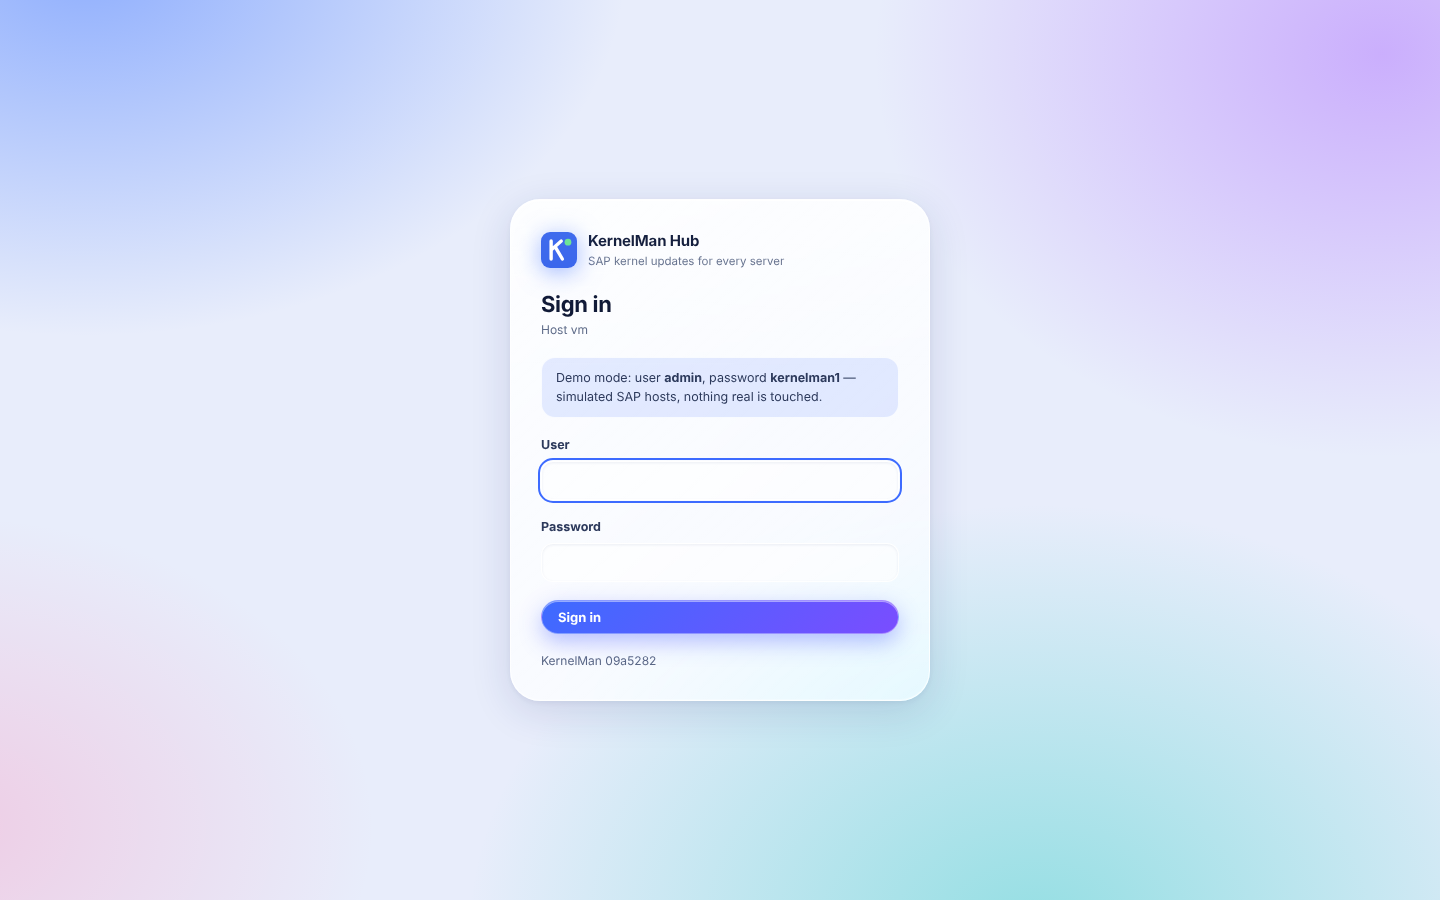 KernelMan Hub
SAP kernel updates for every server
Sign in
Host vm
Demo mode: user admin, password kernelman1 —
simulated SAP hosts, nothing real is touched.
User
Password
Sign in
KernelMan 09a5282